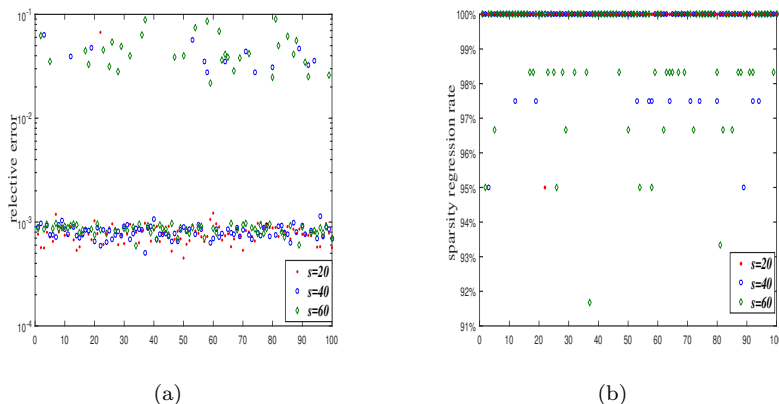 10^-1
10^-2
10^-3
10^-4
relective error
0 10 20 30 40 50 60 70 80 90 100
s=20
s=40
s=60
(a)
100%
99%
98%
97%
96%
95%
94%
93%
92%
91%
sparsity regression rate
0 10 20 30 40 50 60 70 80 90 100
s=20
s=40
s=60
(b)